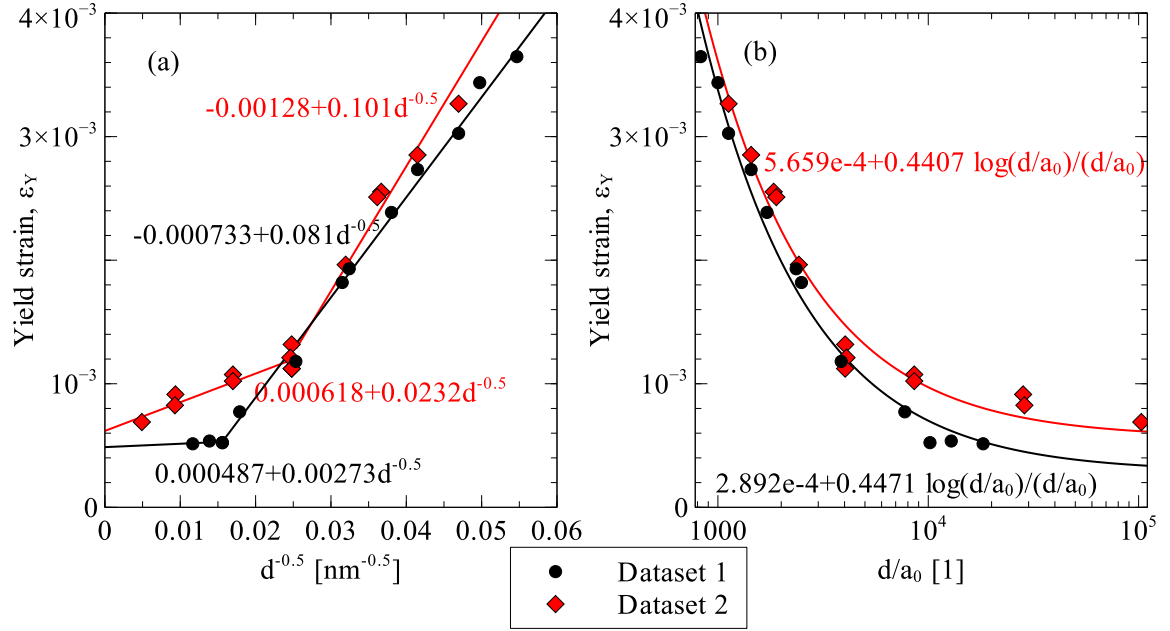 4×10⁻³
3×10⁻³
10⁻³
0
Yield strain, ε_Y
(a)
-0.00128+0.101d^-0.5
-0.000733+0.081d^-0.5
0.000618+0.0232d^-0.5
0.000487+0.00273d^-0.5
0 0.01 0.02 0.03 0.04 0.05 0.06
d^-0.5 [nm^-0.5]
4×10⁻³
3×10⁻³
10⁻³
0
Yield strain, ε_Y
(b)
5.659e-4+0.4407 log(d/a₀)/(d/a₀)
2.892e-4+0.4471 log(d/a₀)/(d/a₀)
1000 10⁴ 10⁵
d/a₀ [1]
Dataset 1
Dataset 2